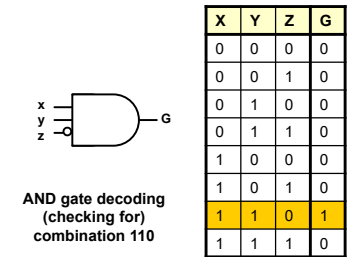 x
y
z
G
AND gate decoding
(checking for)
combination 110
X Y Z G
0 0 0 0
0 0 1 0
0 1 0 0
0 1 1 0
1 0 0 0
1 0 1 0
1 1 0 1
1 1 1 0